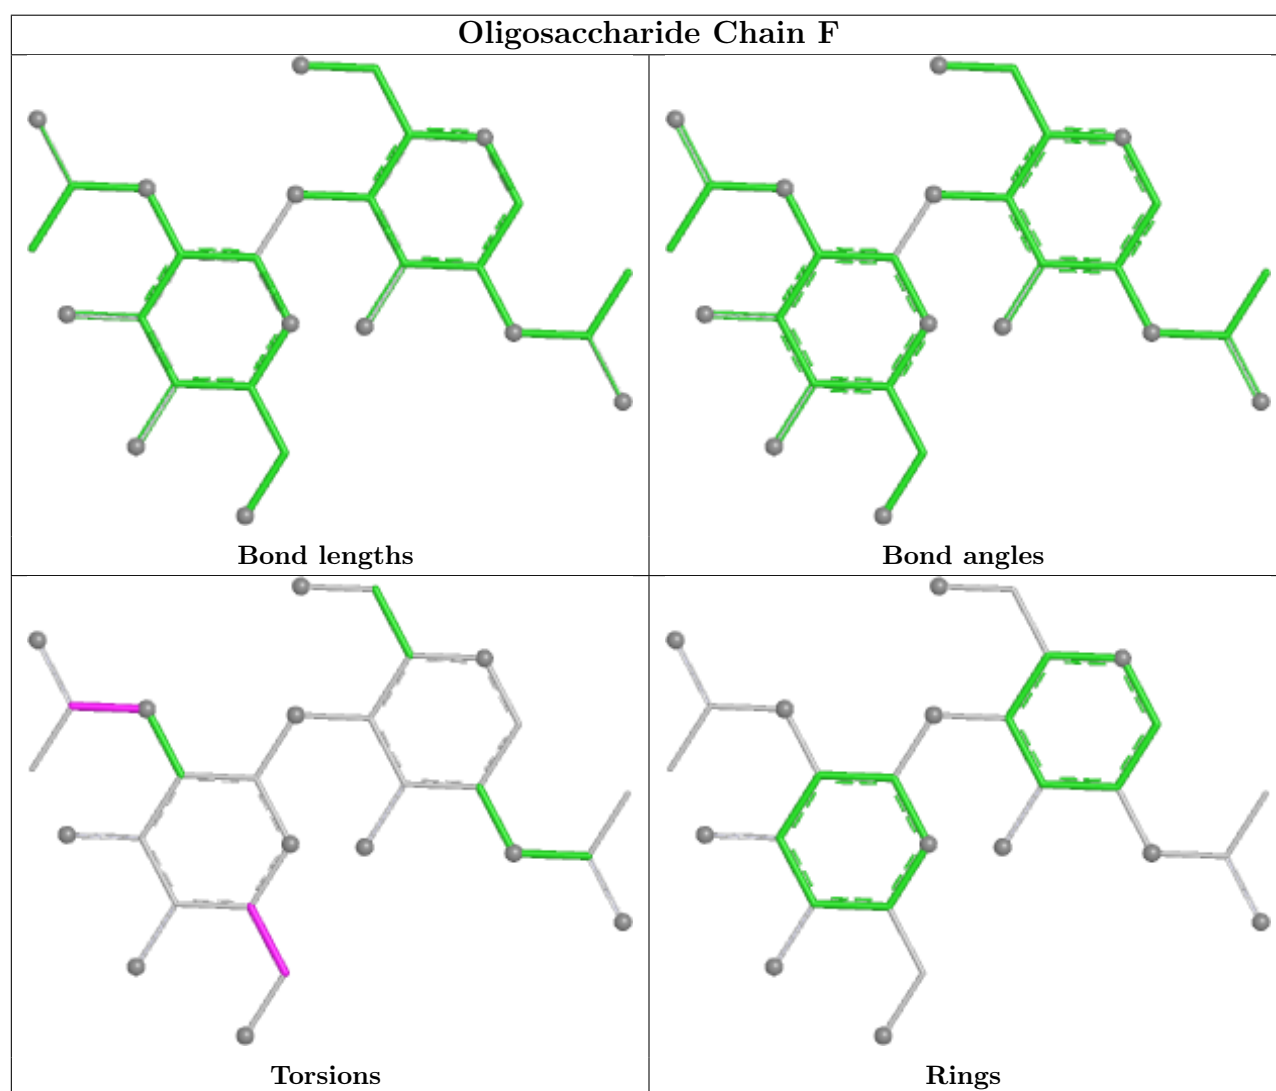 Oligosaccharide Chain F
Bond lengths
Bond angles
Torsions
Rings